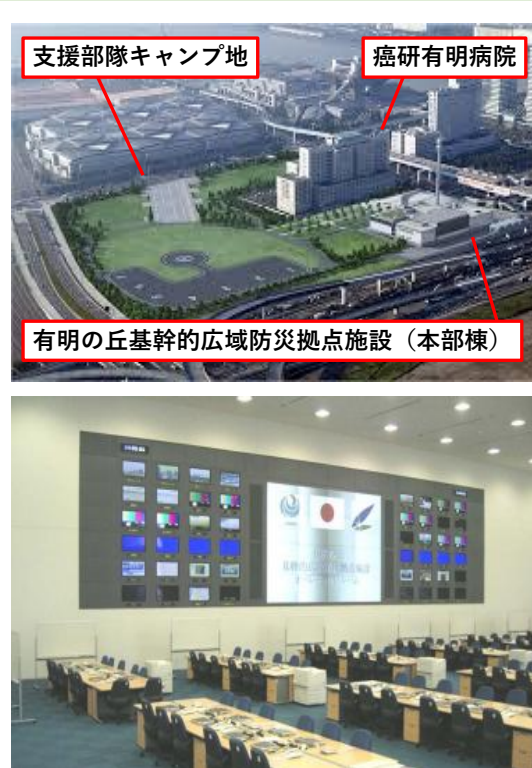 支援部隊キャンプ地
癌研有明病院
有明の丘基幹的広域防災拠点施設（本部棟）